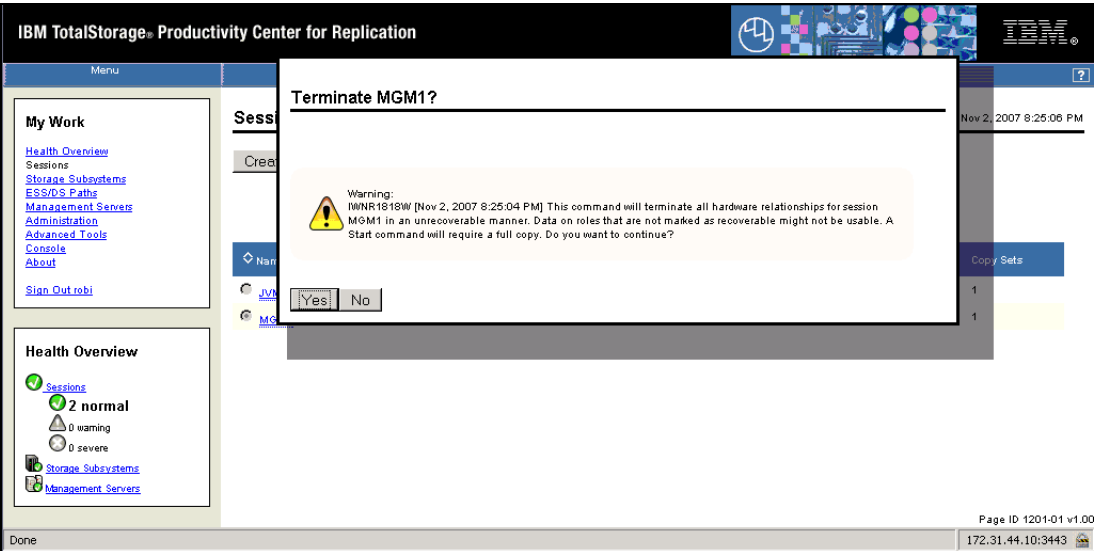 IBM TotalStorage® Productivity Center for Replication
IBM®
Menu
?
My Work
Health Overview
Sessions
Storage Subsystems
ESS/DS Paths
Management Servers
Administration
Advanced Tools
Console
About
Sign Out robi
Health Overview
Sessions
2 normal
0 warning
0 severe
Storage Subsystems
Management Servers
Sessi
Nov 2, 2007 8:25:06 PM
Crea
Terminate MGM1?
Warning:
IWNR1818W [Nov 2, 2007 8:25:04 PM] This command will terminate all hardware relationships for session
MGM1 in an unrecoverable manner. Data on roles that are not marked as recoverable might not be usable. A
Start command will require a full copy. Do you want to continue?
Yes No
Nam Copy Sets
JVM 1
MG 1
Page ID 1201-01 v1.00
Done 172.31.44.10:3443